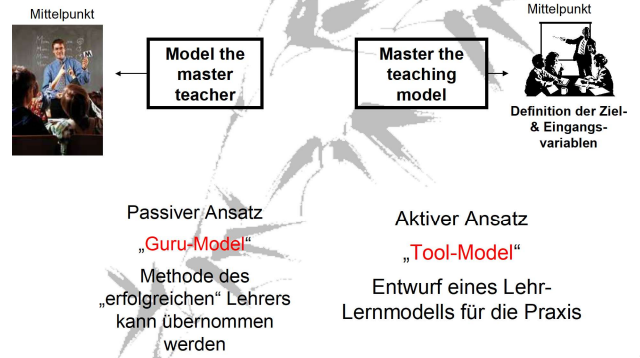 Mittelpunkt
Model the
master
teacher
Master the
teaching
model
Mittelpunkt
Definition der Ziel-
& Eingangs-
variablen
Passiver Ansatz
„Guru-Model“
Methode des
„erfolgreichen“ Lehrers
kann übernommen
werden
Aktiver Ansatz
„Tool-Model“
Entwurf eines Lehr-
Lernmodells für die Praxis